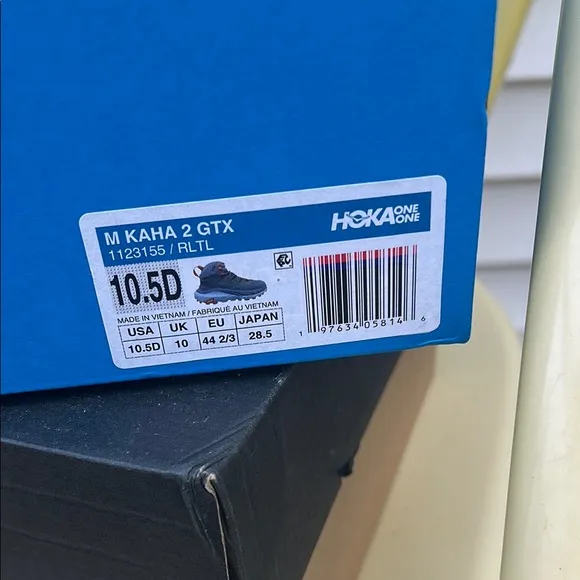 M KAHA 2 GTX
HOKA ONE ONE
1123155 / RLTL
10.5D
MADE IN VIETNAM / FABRIQUÉ AU VIETNAM
USA UK EU JAPAN
10.5D 10 44 2/3 28.5
1 97634 05814 6